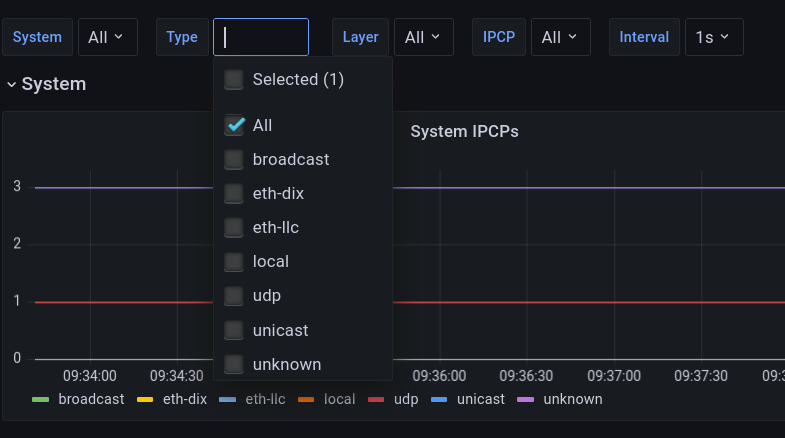 System All Type Layer All IPCP All Interval 1s
System
Selected (1)
All
broadcast
eth-dix
eth-llc
local
udp
unicast
unknown
System IPCPs
3
2
1
0
09:34:00 09:34:30 09:36:00 09:36:30 09:37:00 09:37:30 09:3
broadcast eth-dix eth-llc local udp unicast unknown